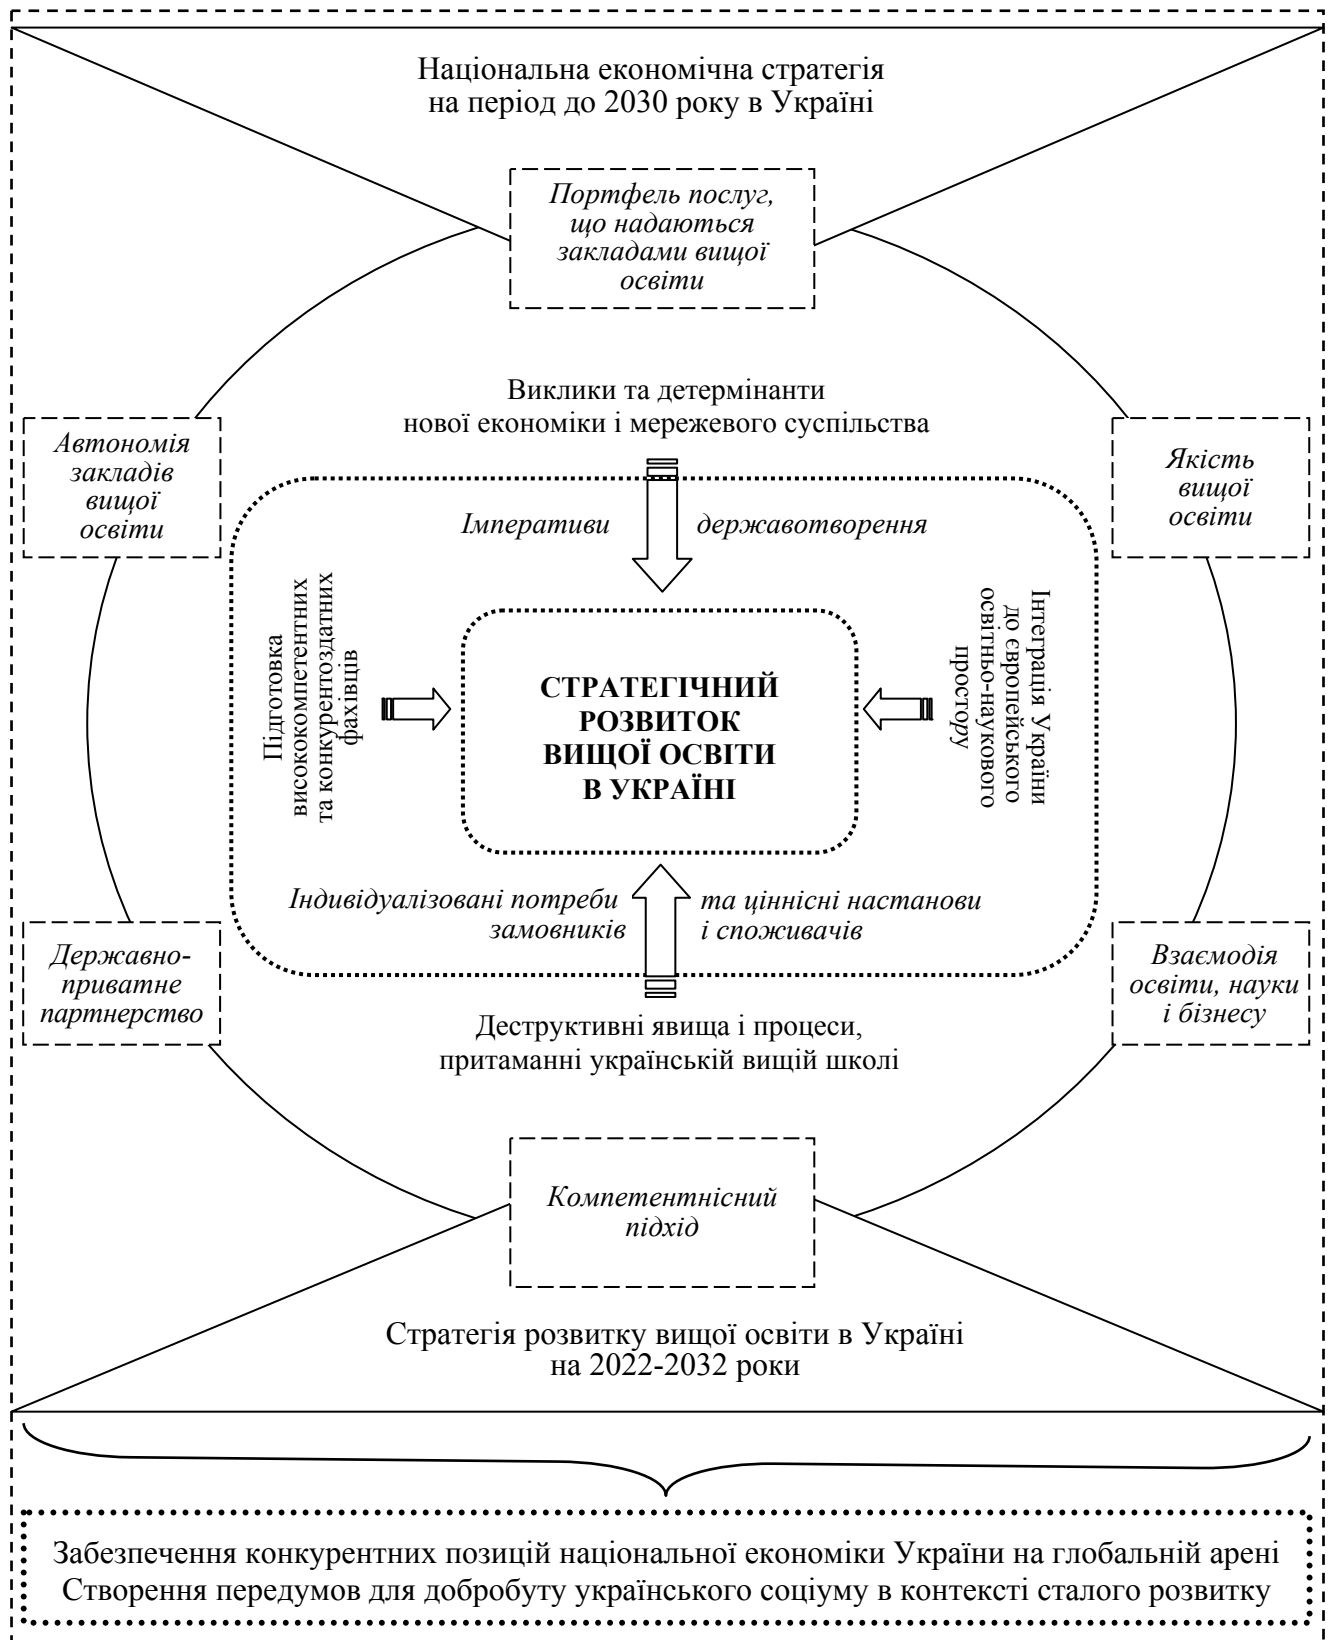 Національна економічна стратегія
на період до 2030 року в Україні
Портфель послуг,
що надаються
закладами вищої
освіти
Виклики та детермінанти
нової економіки і мережевого суспільства
Автономія
закладів
вищої
освіти
Якість
вищої
освіти
Імперативи державотворення
Підготовка
висококомпетентних
та конкурентоздатних
фахівців
СТРАТЕГІЧНИЙ
РОЗВИТОК
ВИЩОЇ ОСВІТИ
В УКРАЇНІ
Інтеграція України
до європейського
освітньо-наукового
простору
Індивідуалізовані потреби та ціннісні настанови
замовників і споживачів
Державно-
приватне
партнерство
Взаємодія
освіти, науки
і бізнесу
Деструктивні явища і процеси,
притаманні українській вищій школі
Компетентнісний
підхід
Стратегія розвитку вищої освіти в Україні
на 2022-2032 роки
Забезпечення конкурентних позицій національної економіки України на глобальній арені
Створення передумов для добробуту українського соціуму в контексті сталого розвитку